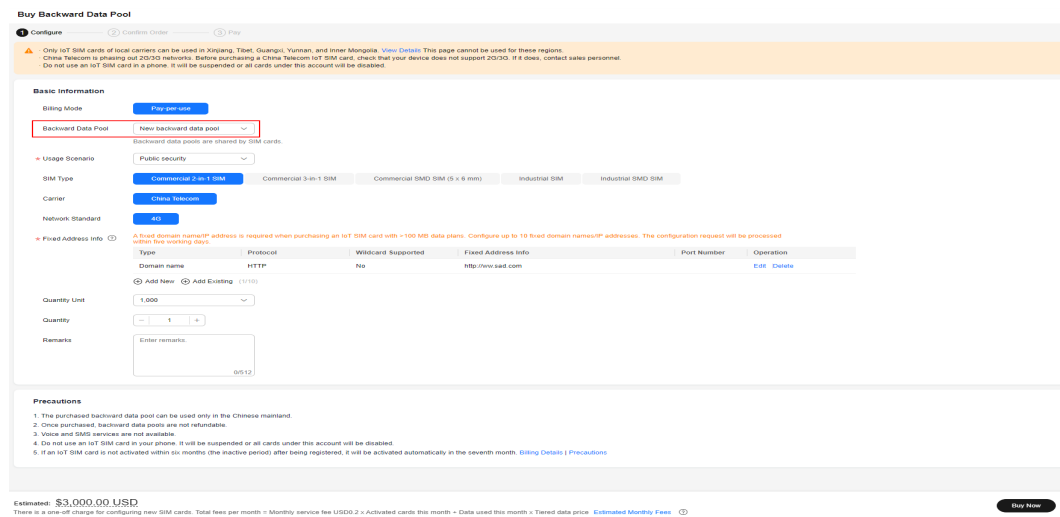 Buy Backward Data Pool
1 Configure 2 Confirm Order 3 Pay
· Only IoT SIM cards of local carriers can be used in Xinjiang, Tibet, Guangxi, Yunnan, and Inner Mongolia. View Details This page cannot be used for these regions.
· China Telecom is phasing out 2G/3G networks. Before purchasing a China Telecom IoT SIM card, check that your device does not support 2G/3G. If it does, contact sales personnel.
· Do not use an IoT SIM card in a phone. It will be suspended or all cards under this account will be disabled.
Basic Information
Billing Mode Pay-per-use
Backward Data Pool New backward data pool
Backward data pools are shared by SIM cards.
* Usage Scenario Public security
SIM Type Commercial 2-in-1 SIM Commercial 3-in-1 SIM Commercial SMD SIM (5 x 6 mm) Industrial SIM Industrial SMD SIM
Carrier China Telecom
Network Standard 4G
* Fixed Address Info ? A fixed domain name/IP address is required when purchasing an IoT SIM card with >100 MB data plans. Configure up to 10 fixed domain names/IP addresses. The configuration request will be processed
within five working days.
Type Protocol Wildcard Supported Fixed Address Info Port Number Operation
Domain name HTTP No http://ww.sad.com Edit Delete
Add New Add Existing (1/10)
Quantity Unit 1,000
Quantity − 1 +
Remarks Enter remarks.
0/512
Precautions
1. The purchased backward data pool can be used only in the Chinese mainland.
2. Once purchased, backward data pools are not refundable.
3. Voice and SMS services are not available.
4. Do not use an IoT SIM card in your phone. It will be suspended or all cards under this account will be disabled.
5. If an IoT SIM card is not activated within six months (the inactive period) after being registered, it will be activated automatically in the seventh month. Billing Details | Precautions
Estimated: $3,000.00 USD
There is a one-off charge for configuring new SIM cards. Total fees per month = Monthly service fee USD0.2 x Activated cards this month + Data used this month x Tiered data price Estimated Monthly Fees ?
Buy Now